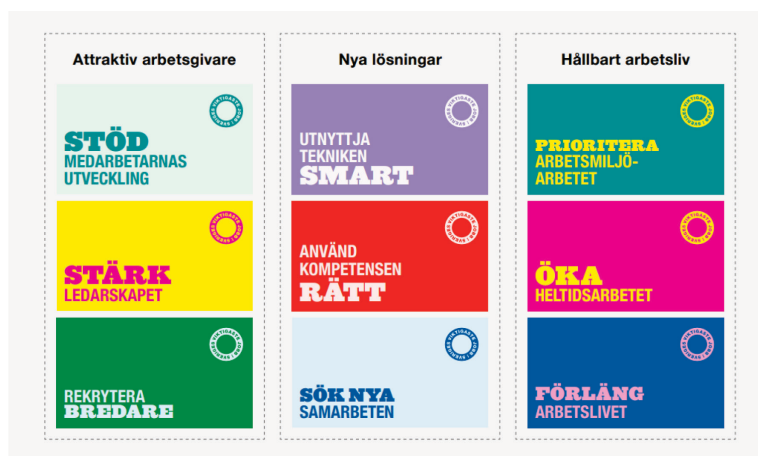 Attraktiv arbetsgivare
STÖD
MEDARBETARNAS
UTVECKLING
STÄRK
LEDARSKAPET
REKRYTERA
BREDARE
Nya lösningar
UTNYTTJA
TEKNIKEN
SMART
ANVÄND
KOMPETENSEN
RÄTT
SÖK NYA
SAMARBETEN
Hållbart arbetsliv
PRIORITERA
ARBETSMILJÖ-
ARBETET
ÖKA
HELTIDSARBETET
FÖRLÄNG
ARBETSLIVET